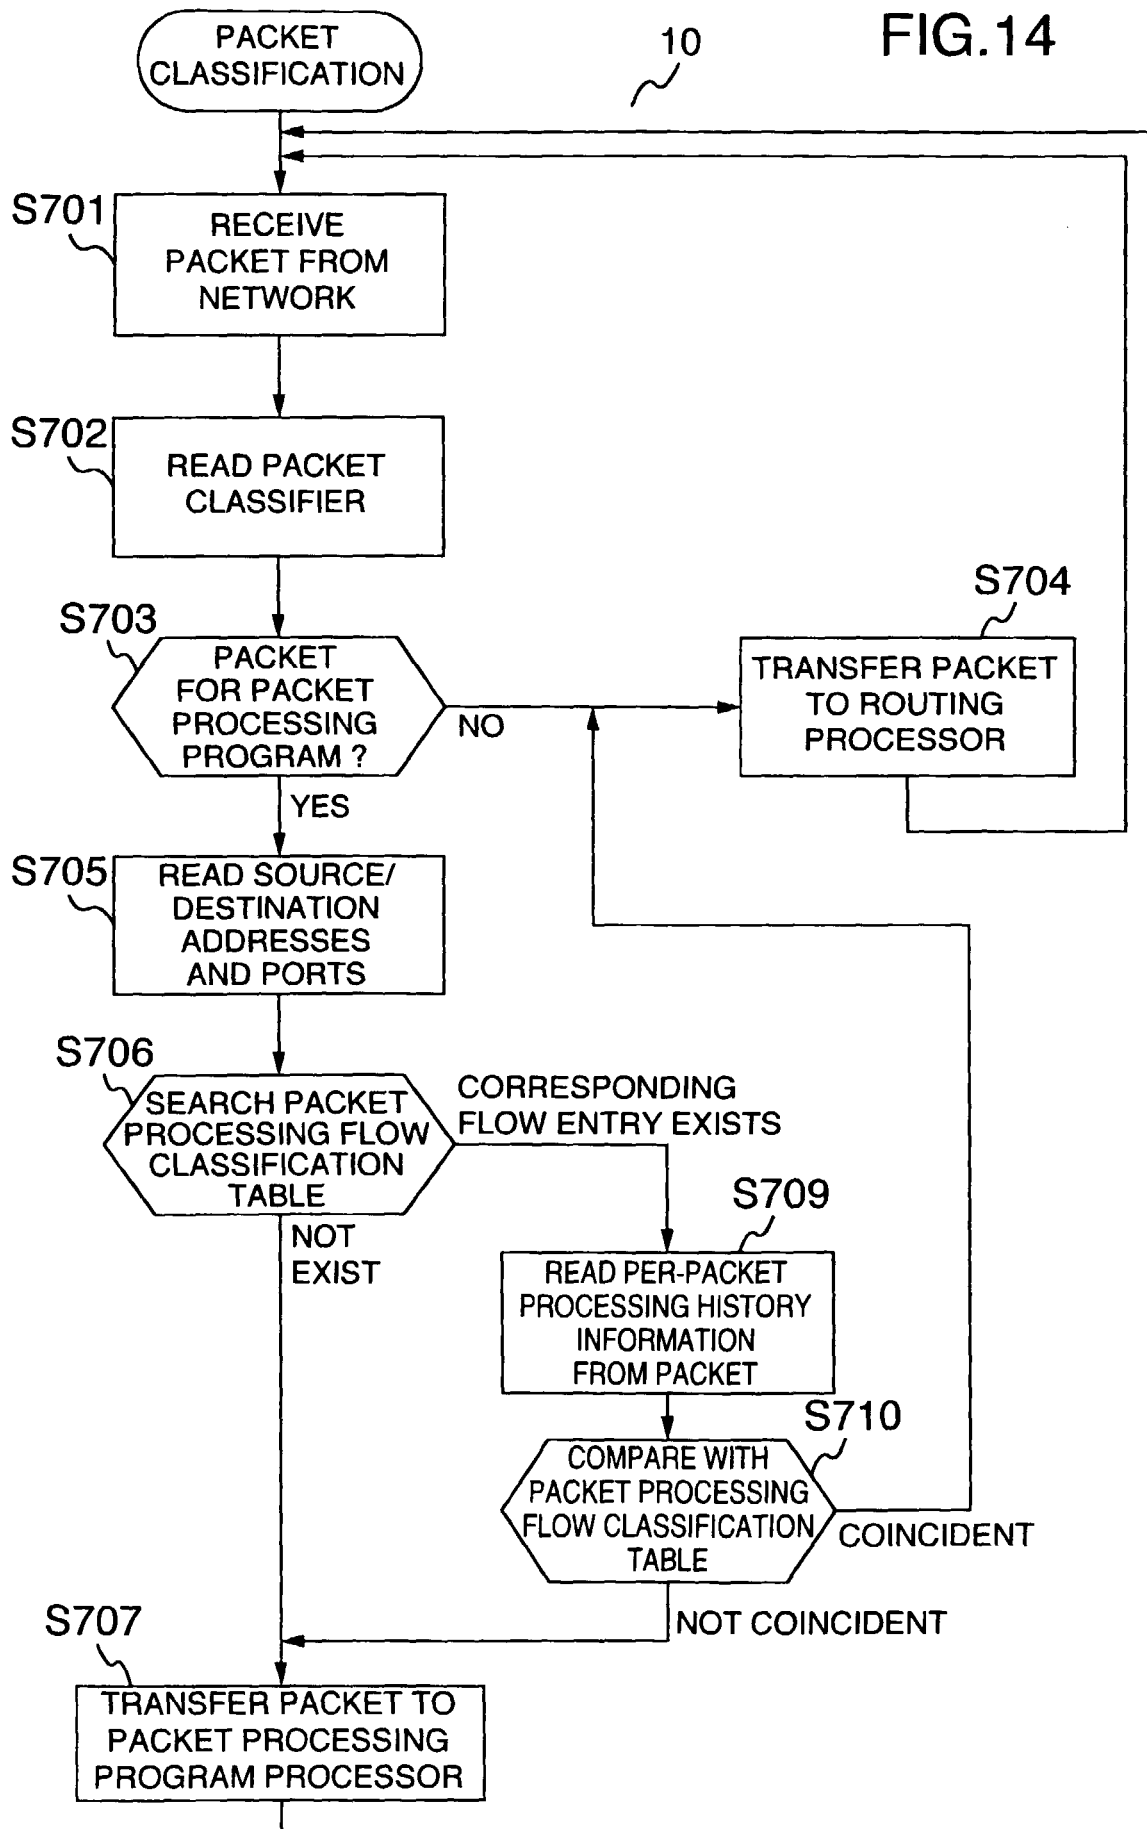 FIG.14
10
PACKET
CLASSIFICATION
S701
RECEIVE
PACKET FROM
NETWORK
S702
READ PACKET
CLASSIFIER
S703
PACKET
FOR PACKET
PROCESSING
PROGRAM ?
NO
YES
S704
TRANSFER PACKET
TO ROUTING
PROCESSOR
S705
READ SOURCE/
DESTINATION
ADDRESSES
AND PORTS
S706
SEARCH PACKET
PROCESSING FLOW
CLASSIFICATION
TABLE
CORRESPONDING
FLOW ENTRY EXISTS
NOT
EXIST
S709
READ PER-PACKET
PROCESSING HISTORY
INFORMATION
FROM PACKET
S710
COMPARE WITH
PACKET PROCESSING
FLOW CLASSIFICATION
TABLE
COINCIDENT
NOT COINCIDENT
S707
TRANSFER PACKET TO
PACKET PROCESSING
PROGRAM PROCESSOR